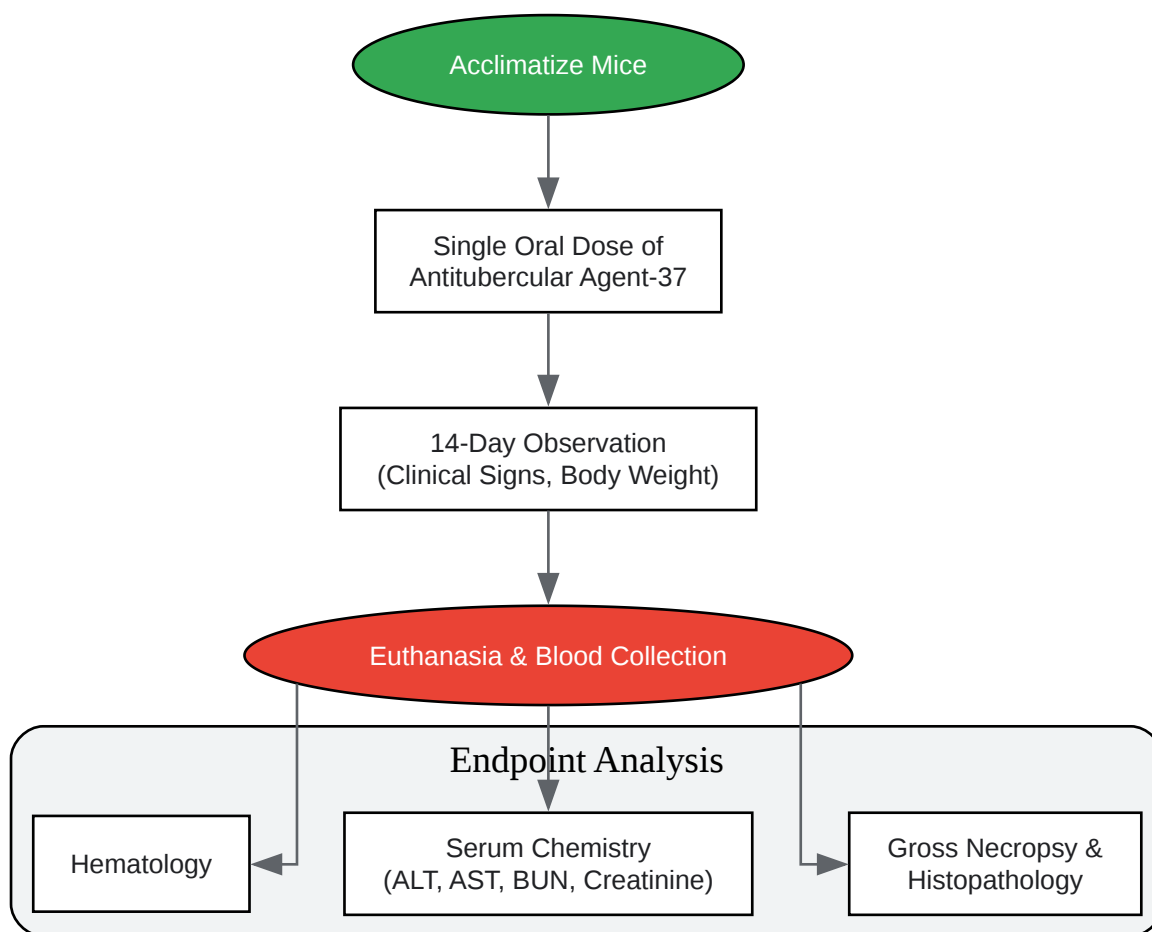 Acclimatize Mice
Single Oral Dose of
Antitubercular Agent-37
14-Day Observation
(Clinical Signs, Body Weight)
Euthanasia & Blood Collection
Endpoint Analysis
Hematology
Serum Chemistry
(ALT, AST, BUN, Creatinine)
Gross Necropsy &
Histopathology